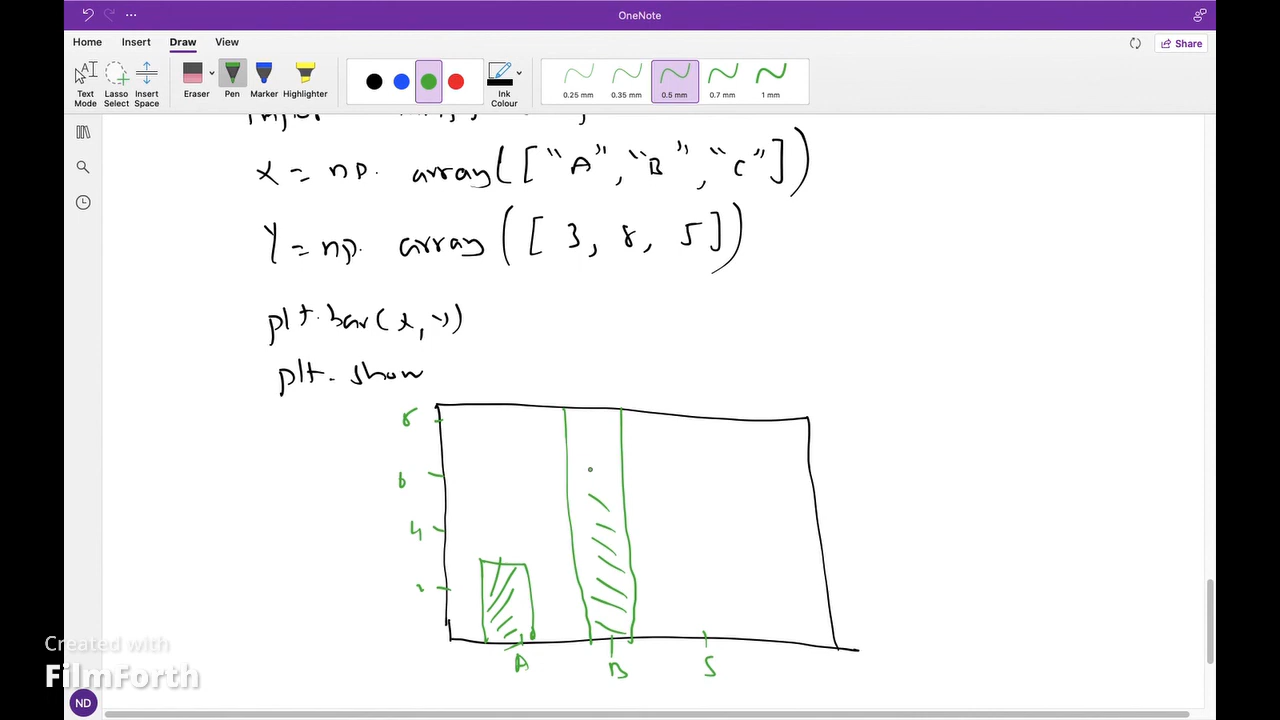 OneNote
Home Insert Draw View
Share
Text Mode
Lasso Select
Insert Space
Eraser
Pen
Marker
Highlighter
Ink Colour
0.25 mm
0.35 mm
0.5 mm
0.7 mm
1 mm
x = np. array(["A", "B", "C"])
Y = np. array([3, 8, 5])
plt.bar(x, y)
plt. show
8
6
4
2
A B S
Created with
FilmForth
ND